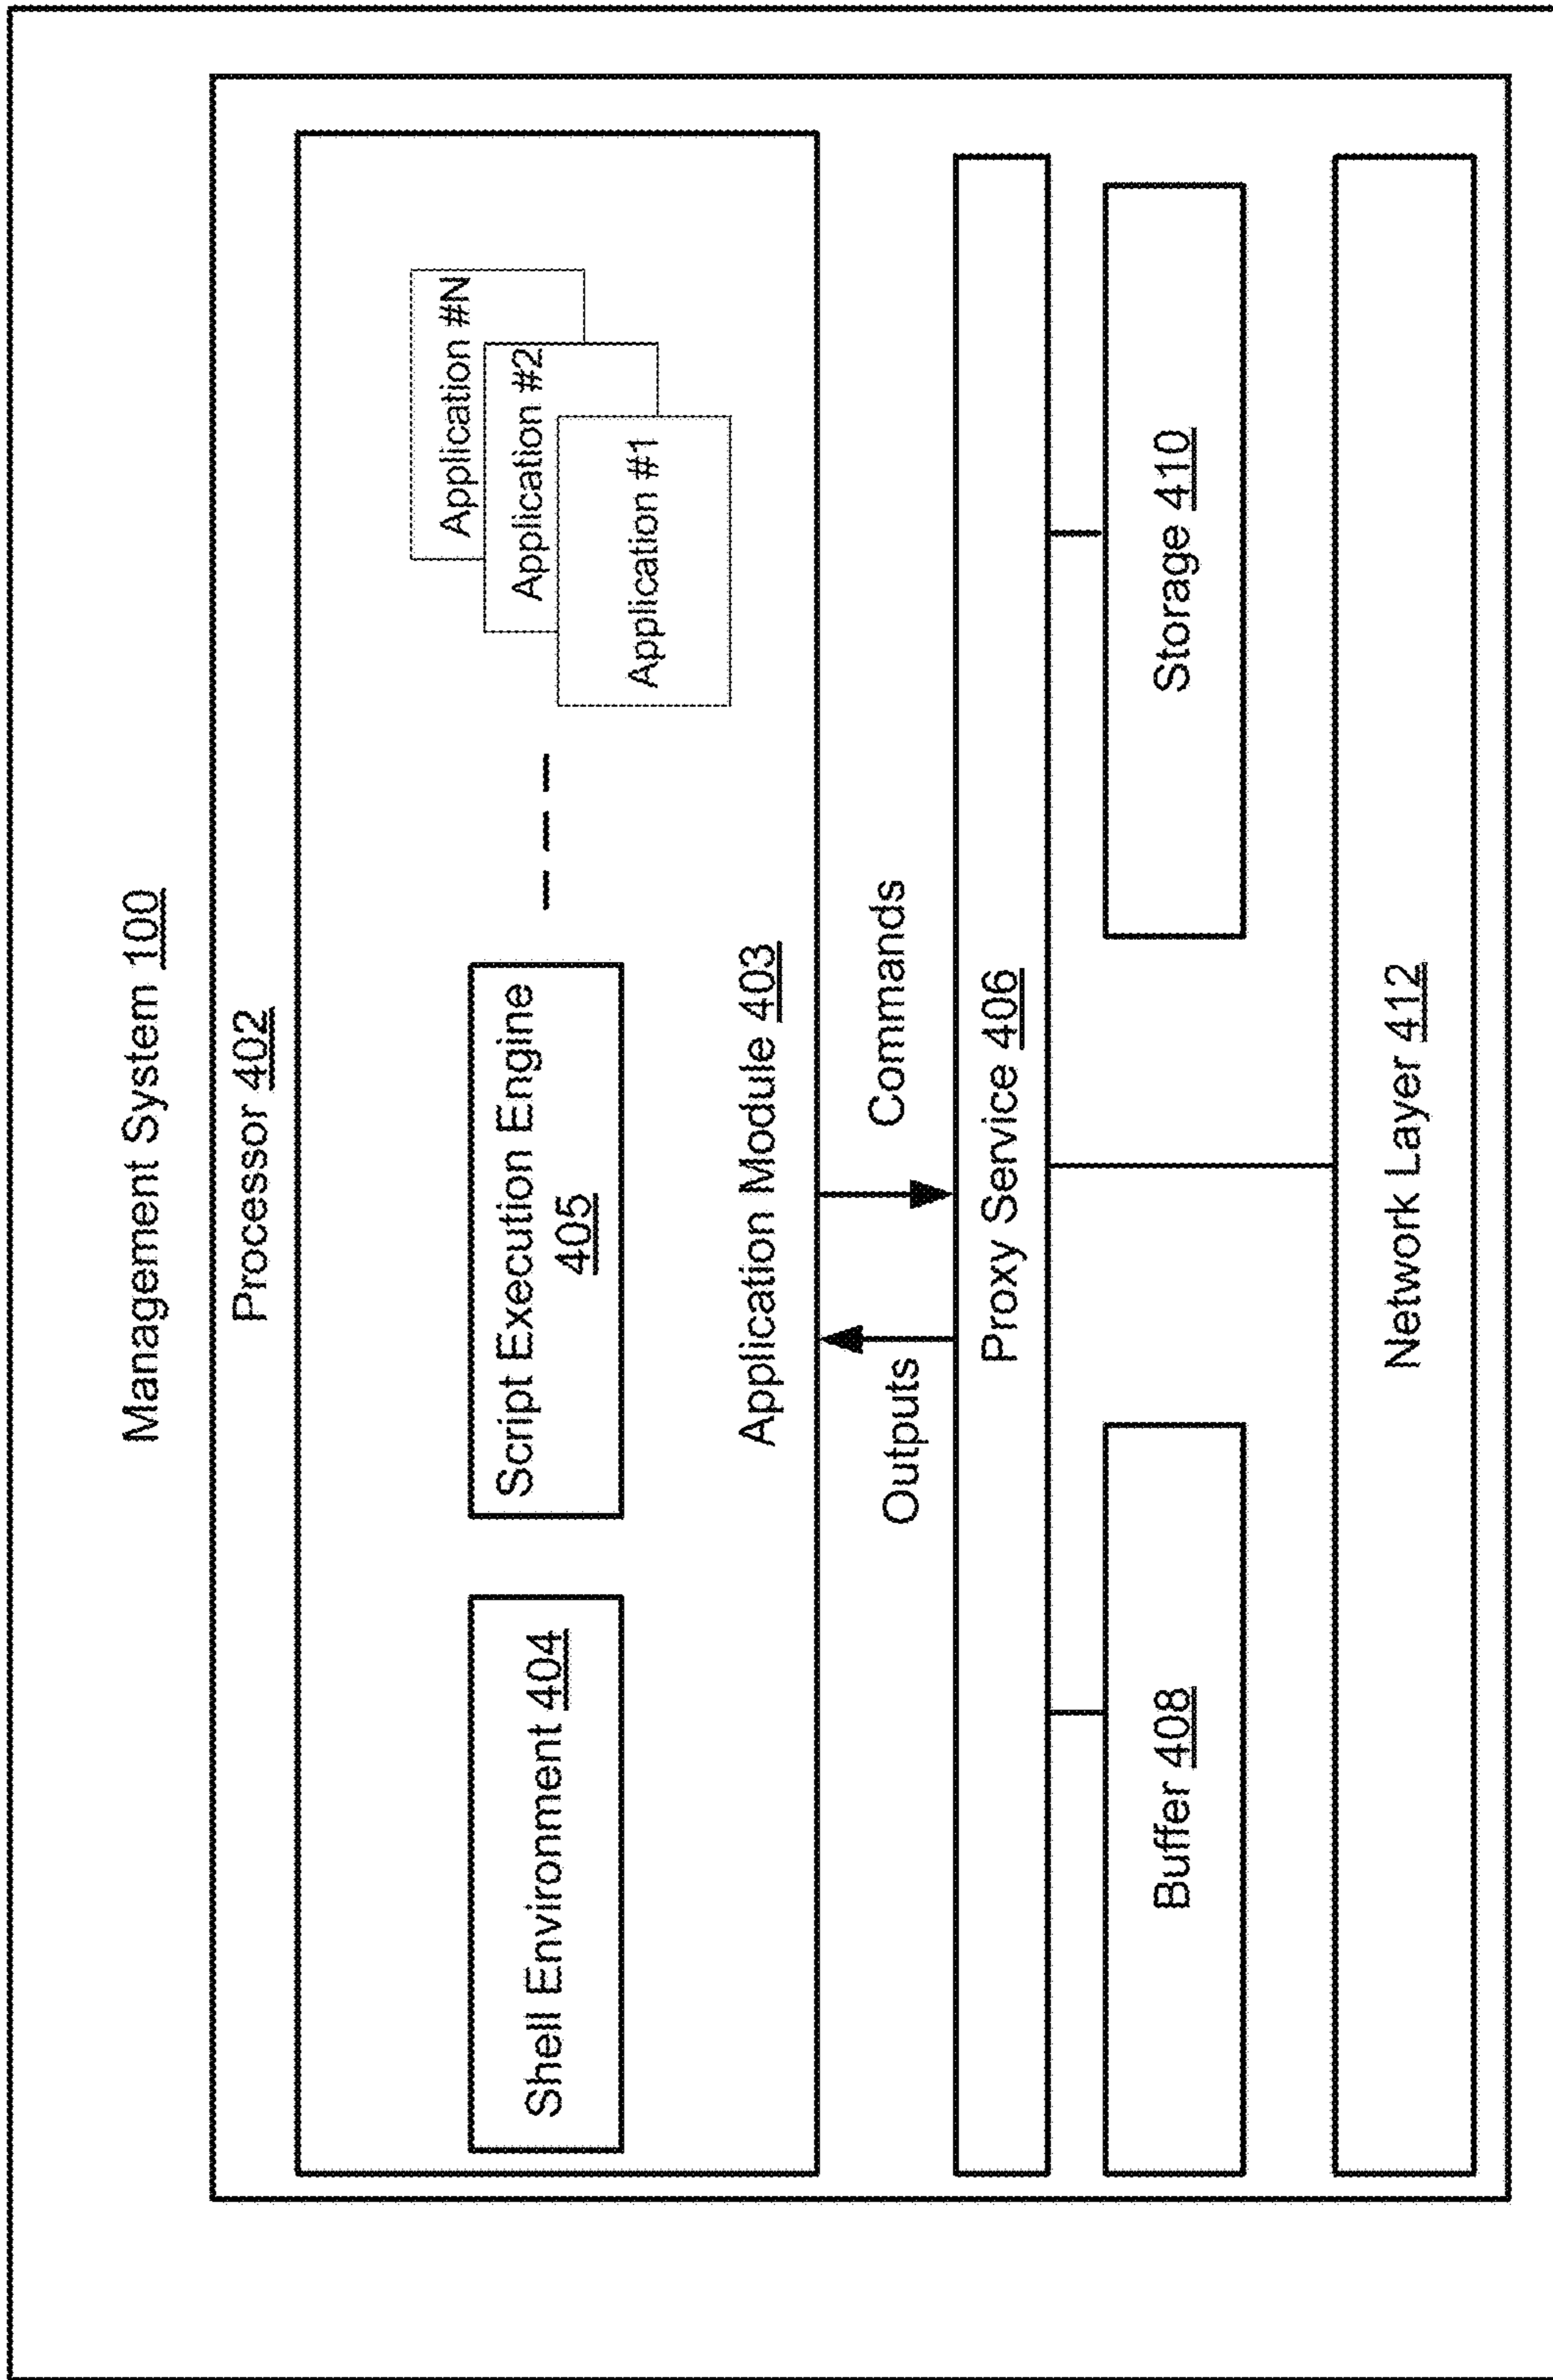 Management System 100
Processor 402
Shell Environment 404
Script Execution Engine
405
Application #N
Application #2
Application #1
Application Module 403
Outputs
Commands
Proxy Service 406
Buffer 408
Storage 410
Network Layer 412